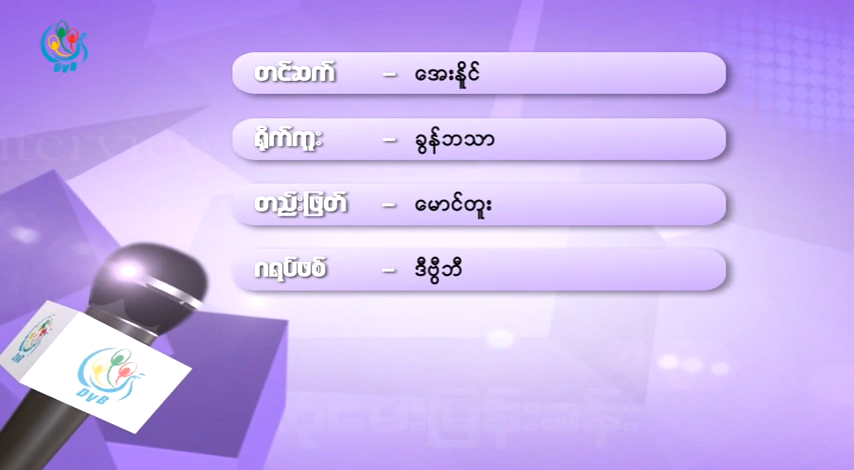 DVB
တင်ဆက် – အေးနိူင်
ရိုက်ကူး – ခွန်ဘသာ
တည်းဖြတ် – မောင်တူး
ဂရပ်ဖစ် – ဒီဗွီဘီ
DVB